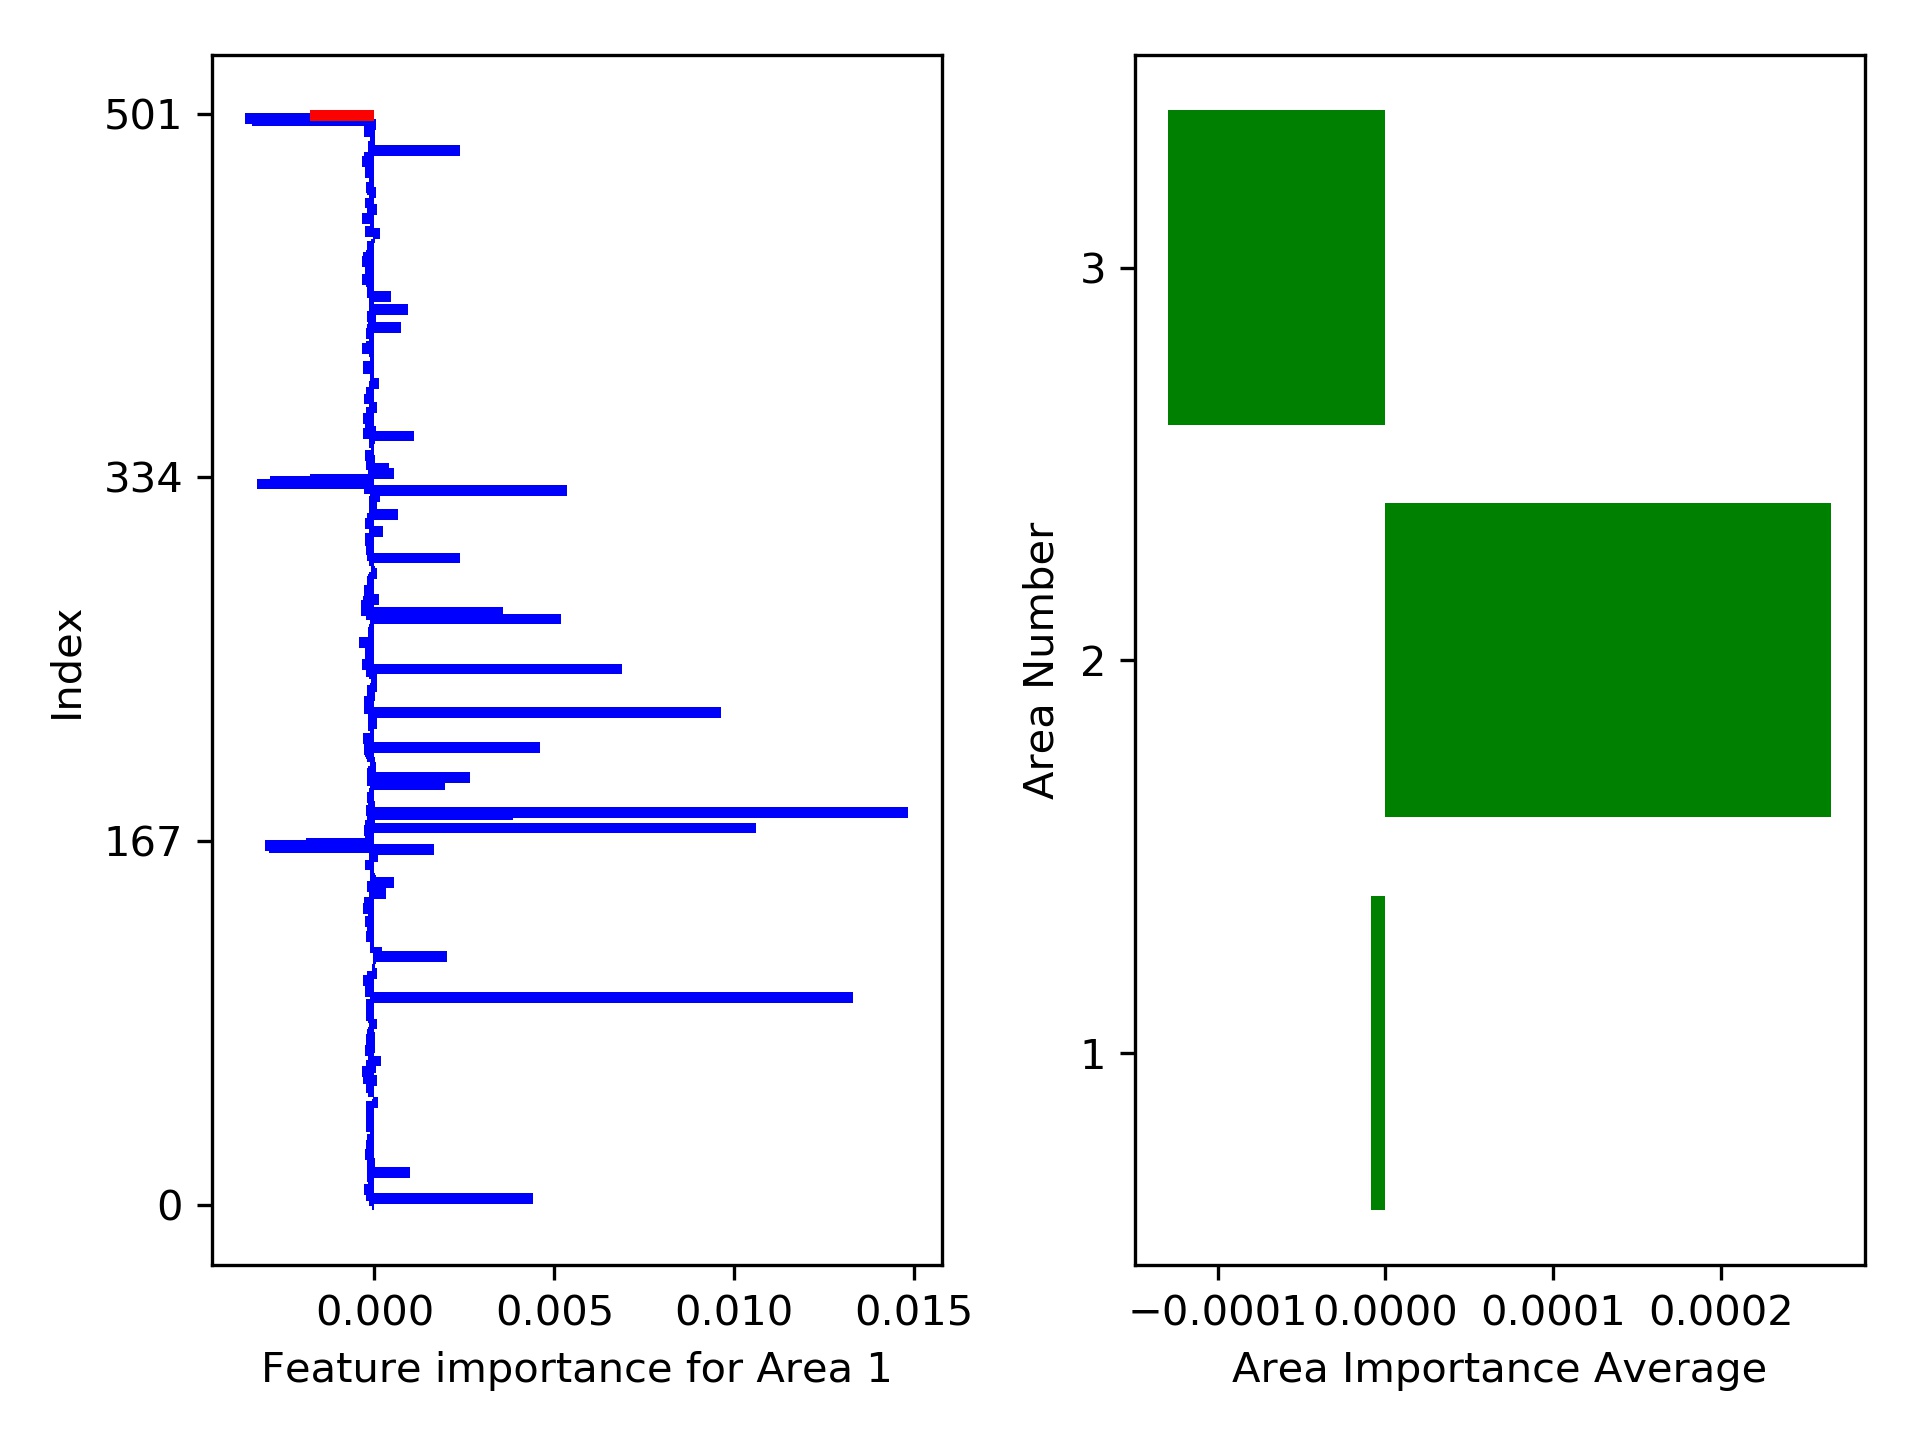 501
334
167
0
Index
0.000 0.005 0.010 0.015
Feature importance for Area 1
3
2
1
Area Number
−0.0001 0.0000 0.0001 0.0002
Area Importance Average